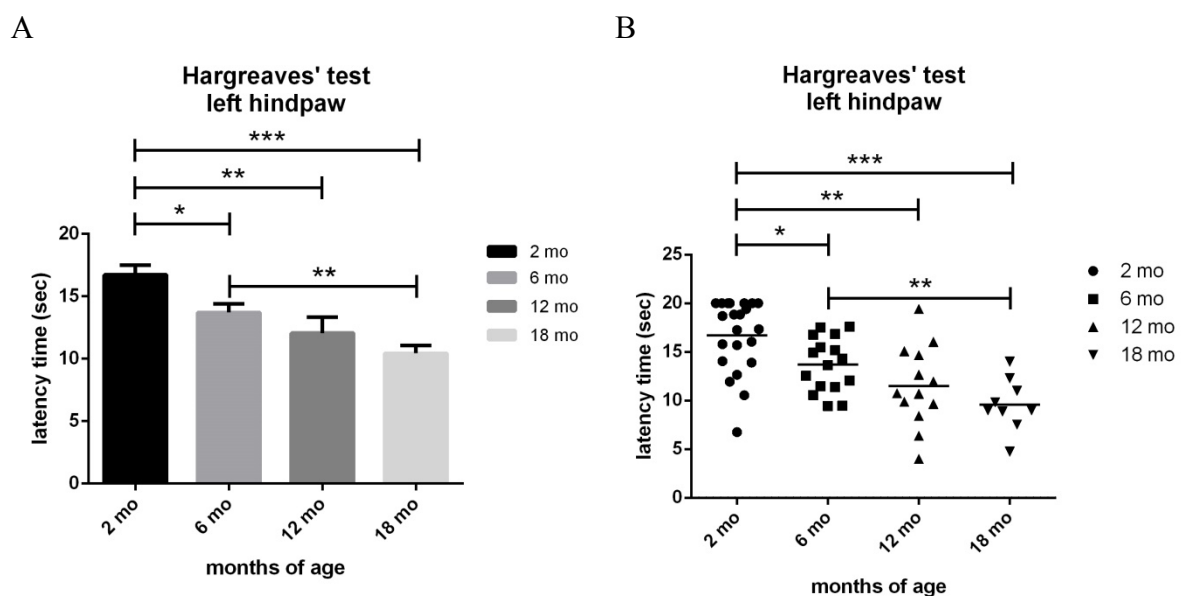 A
Hargreaves' test
left hindpaw
***
**
*
**
20
15
10
5
0
latency time (sec)
2 mo
6 mo
12 mo
18 mo
months of age
2 mo
6 mo
12 mo
18 mo
B
Hargreaves' test
left hindpaw
***
**
*
**
25
20
15
10
5
0
latency time (sec)
2 mo
6 mo
12 mo
18 mo
months of age
2 mo
6 mo
12 mo
18 mo